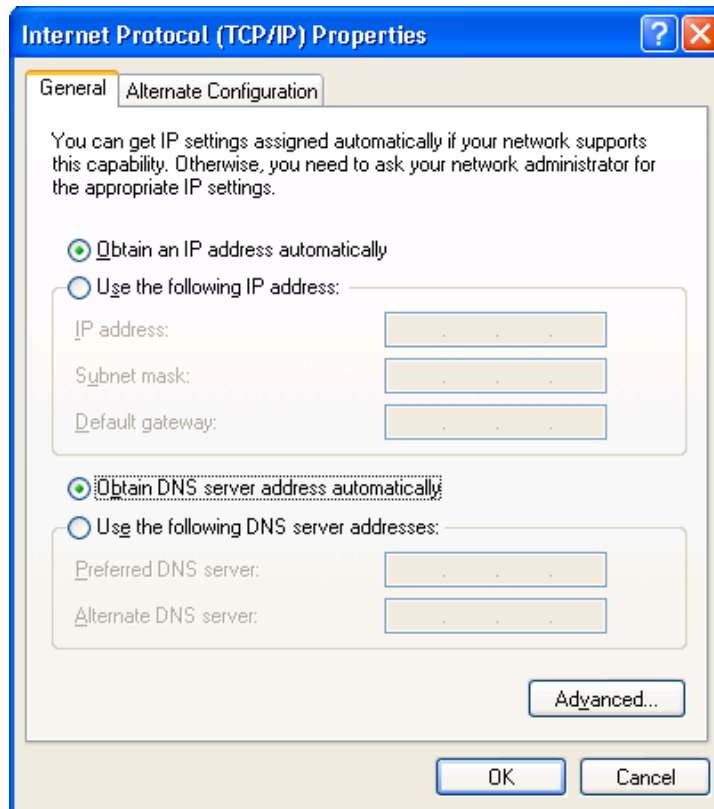 Internet Protocol (TCP/IP) Properties
?
General
Alternate Configuration
You can get IP settings assigned automatically if your network supports
this capability. Otherwise, you need to ask your network administrator for
the appropriate IP settings.
Obtain an IP address automatically
Use the following IP address:
IP address:
Subnet mask:
Default gateway:
Obtain DNS server address automatically
Use the following DNS server addresses:
Preferred DNS server:
Alternate DNS server:
Advanced...
OK
Cancel